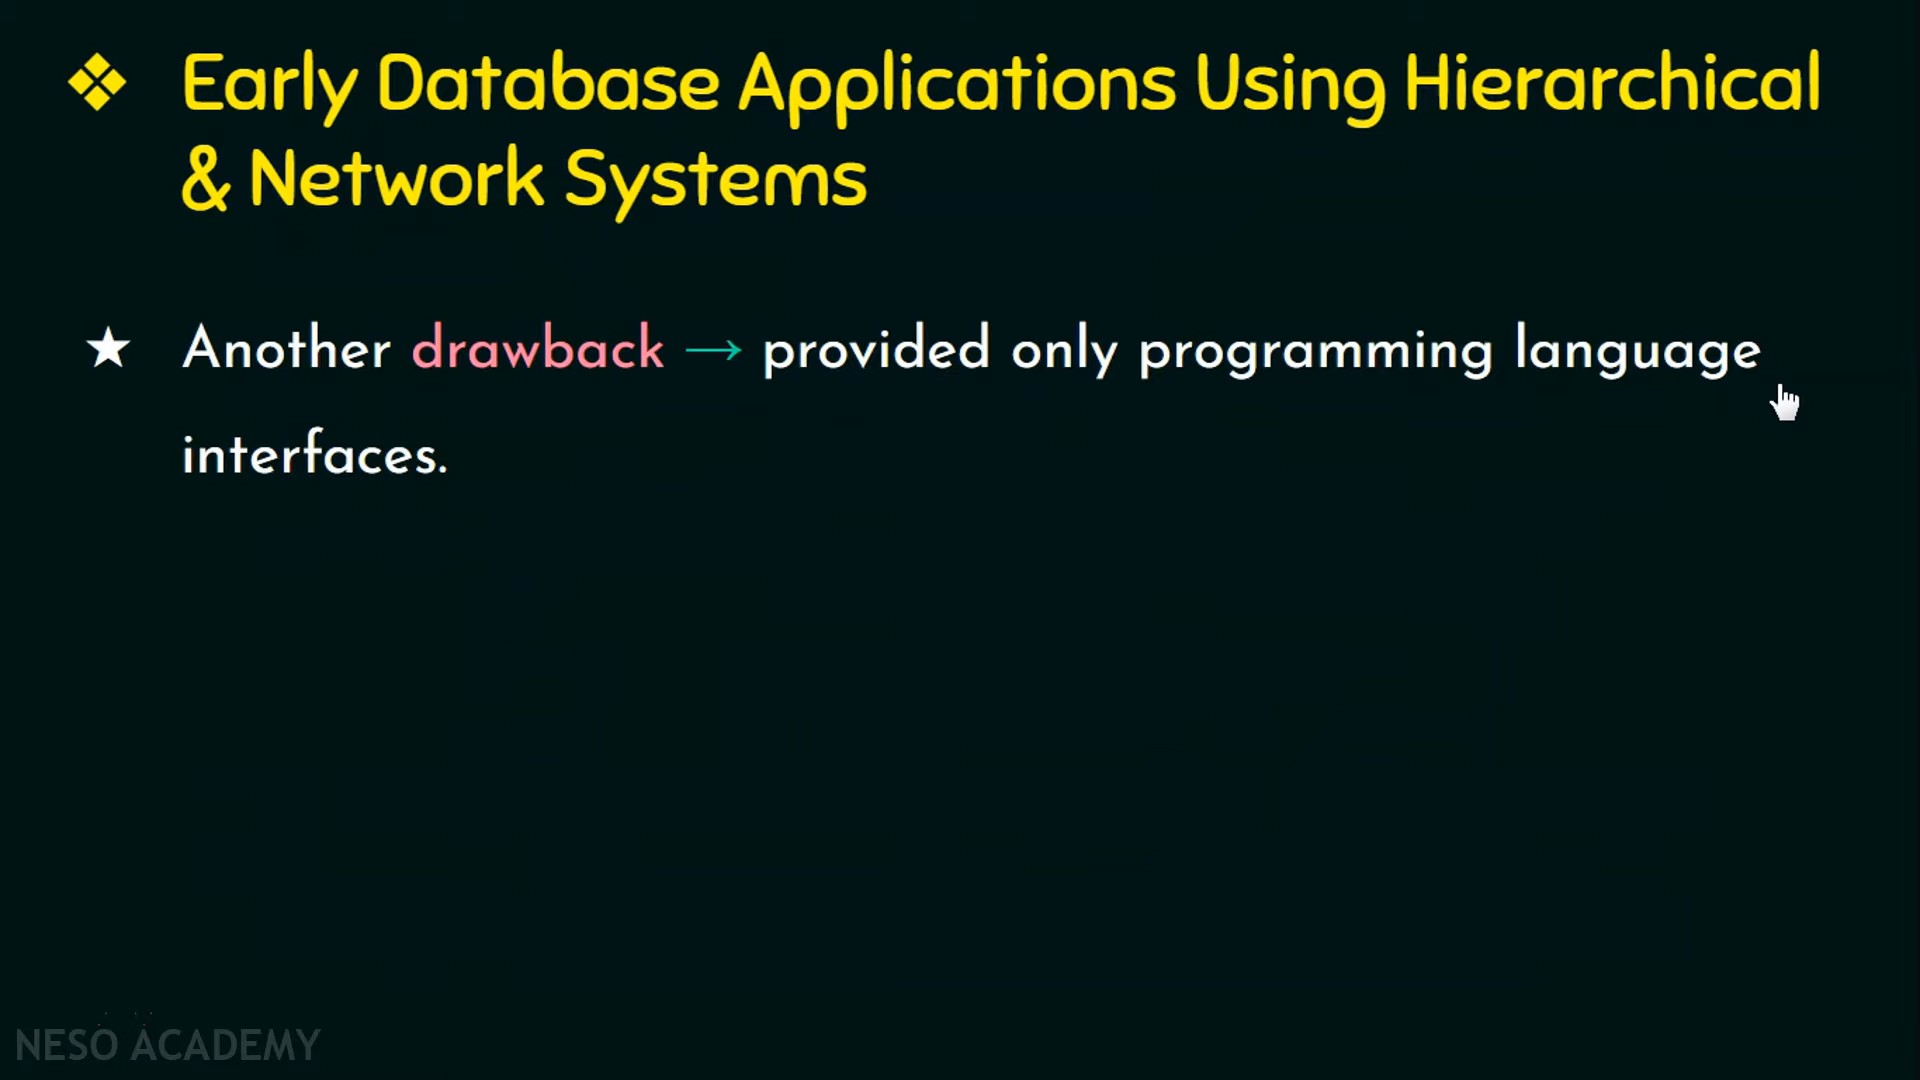 ❖ Early Database Applications Using Hierarchical
& Network Systems
★ Another drawback → provided only programming language
interfaces.
NESO ACADEMY